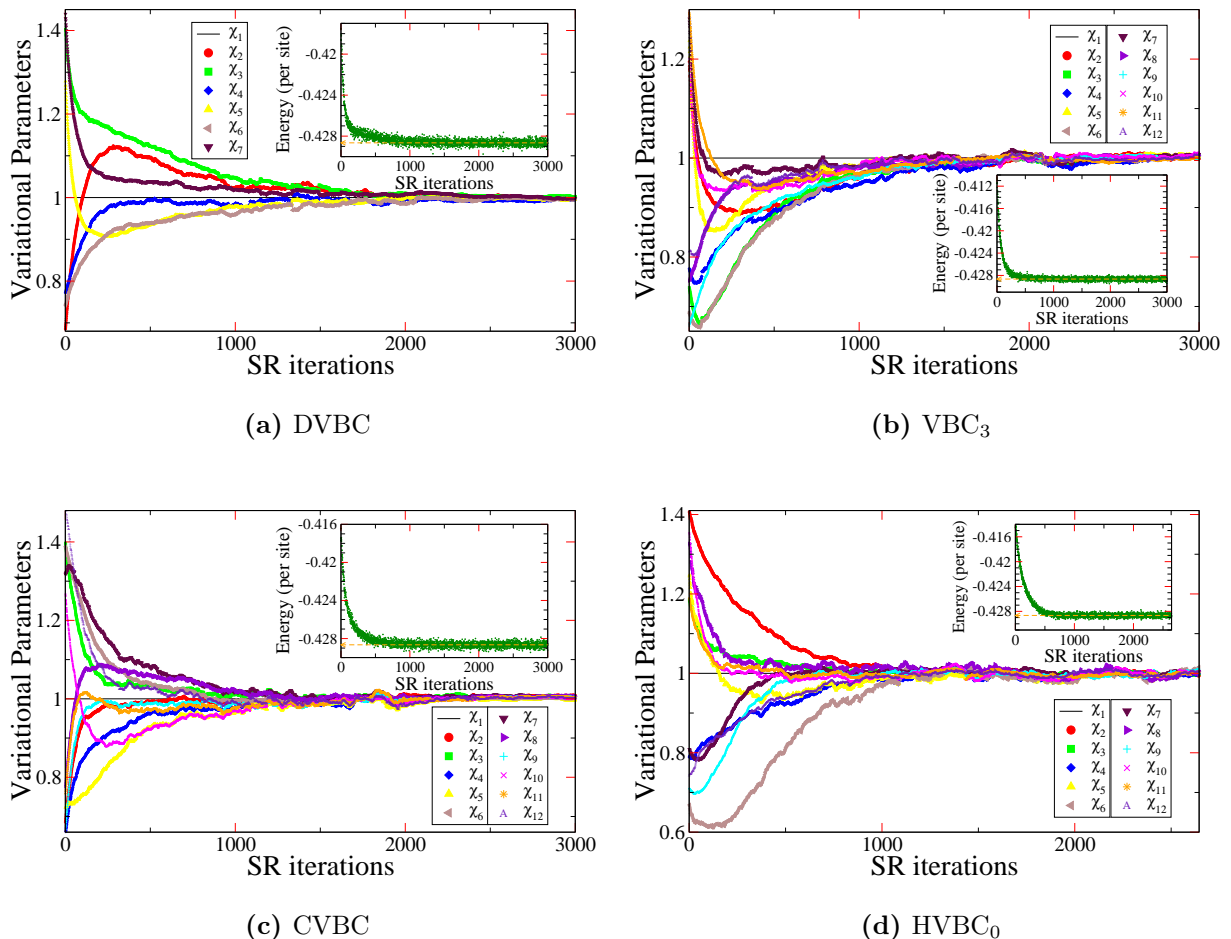 Variational Parameters
1.4
1.2
1
0.8
0
1000
2000
3000
SR iterations
χ1
χ2
χ3
χ4
χ5
χ6
χ7
Energy (per site)
-0.42
-0.424
-0.428
0
500
1000
1500
2000
2500
3000
SR iterations
(a) DVBC
Variational Parameters
1.2
1
0.8
0
1000
2000
3000
SR iterations
χ1 χ7
χ2 χ8
χ3 χ9
χ4 χ10
χ5 χ11
χ6 A χ12
Energy (per site)
-0.412
-0.416
-0.42
-0.424
-0.428
0
1000
2000
3000
SR iterations
(b) VBC3
Variational Parameters
1.4
1.2
1
0.8
0
1000
2000
3000
SR iterations
Energy (per site)
-0.416
-0.42
-0.424
-0.428
0
500
1000
1500
2000
2500
3000
SR iterations
χ1 χ7
χ2 χ8
χ3 χ9
χ4 χ10
χ5 χ11
χ6 A χ12
(c) CVBC
Variational Parameters
1.4
1.2
1
0.8
0.6
0
1000
2000
SR iterations
Energy (per site)
-0.416
-0.42
-0.424
-0.428
0
500
1000
2000
SR iterations
χ1 χ7
χ2 χ8
χ3 χ9
χ4 χ10
χ5 χ11
χ6 A χ12
(d) HVBC0